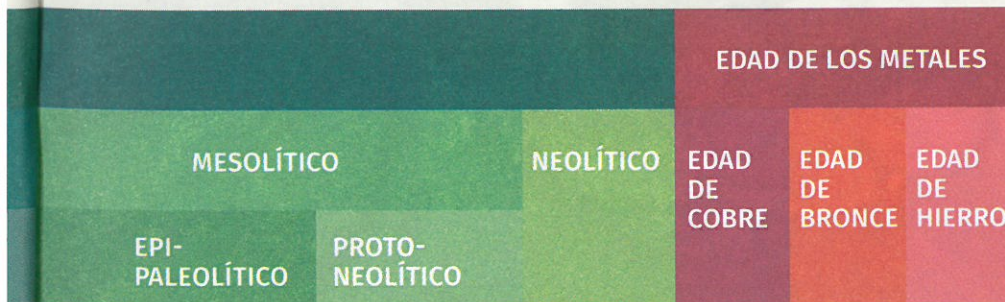 EDAD DE LOS METALES
MESOLÍTICO
NEOLÍTICO
EDAD
DE
COBRE
EDAD
DE
BRONCE
EDAD
DE
HIERRO
EPI-
PALEOLÍTICO
PROTO-
NEOLÍTICO